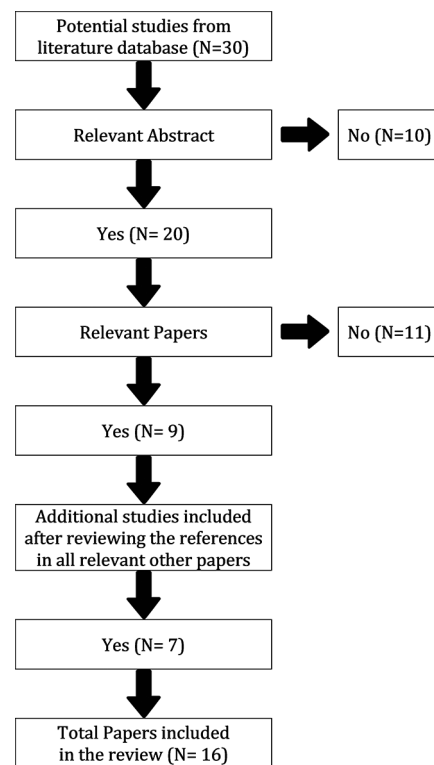 Potential studies from
literature database (N=30)
Relevant Abstract
No (N=10)
Yes (N= 20)
Relevant Papers
No (N=11)
Yes (N= 9)
Additional studies included
after reviewing the references
in all relevant other papers
Yes (N= 7)
Total Papers included
in the review (N= 16)